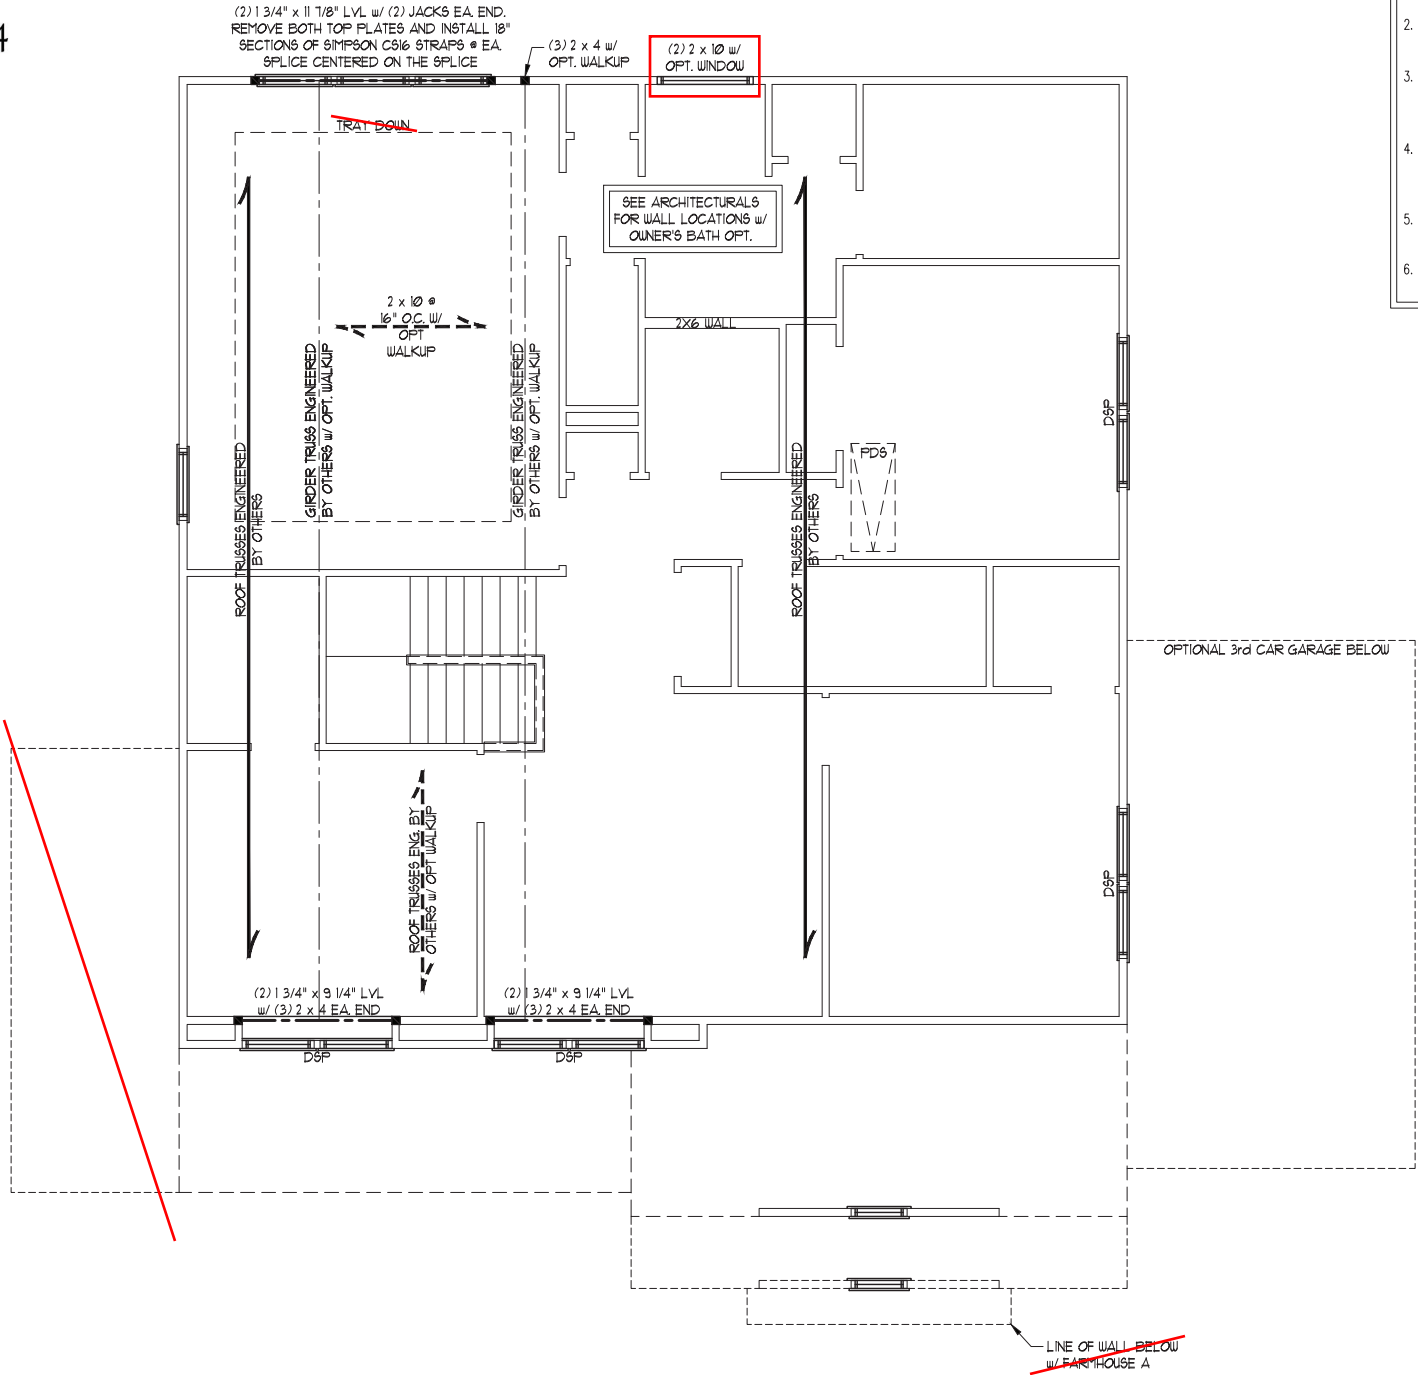 (2) 1 3/4" x 11 7/8" LVL w/ (2) JACKS EA. END.
REMOVE BOTH TOP PLATES AND INSTALL 18"
SECTIONS OF SIMPSON CS16 STRAPS @ EA.
SPLICE CENTERED ON THE SPLICE
(3) 2 x 4 w/
OPT. WALKUP
(2) 2 x 10 w/
OPT. WINDOW
4
2.
3.
4.
5.
6.
TRAY DOWN
SEE ARCHITECTURALS
FOR WALL LOCATIONS w/
OWNER'S BATH OPT.
2 x 10 @
16" O.C. W/
OPT
WALKUP
2X6 WALL
GIRDER TRUSS ENGINEERED
BY OTHERS w/ OPT. WALKUP
GIRDER TRUSS ENGINEERED
BY OTHERS w/ OPT. WALKUP
ROOF TRUSSES ENGINEERED
BY OTHERS
ROOF TRUSSES ENGINEERED
BY OTHERS
PDS
DSP
OPTIONAL 3rd CAR GARAGE BELOW
ROOF TRUSSES ENG. BY
OTHERS w/ OPT WALKUP
DSP
(2) 1 3/4" x 9 1/4" LVL
w/ (3) 2 x 4 EA. END
(2) 1 3/4" x 9 1/4" LVL
w/ (3) 2 x 4 EA. END
DSP
DSP
LINE OF WALL BELOW
w/ FARMHOUSE A